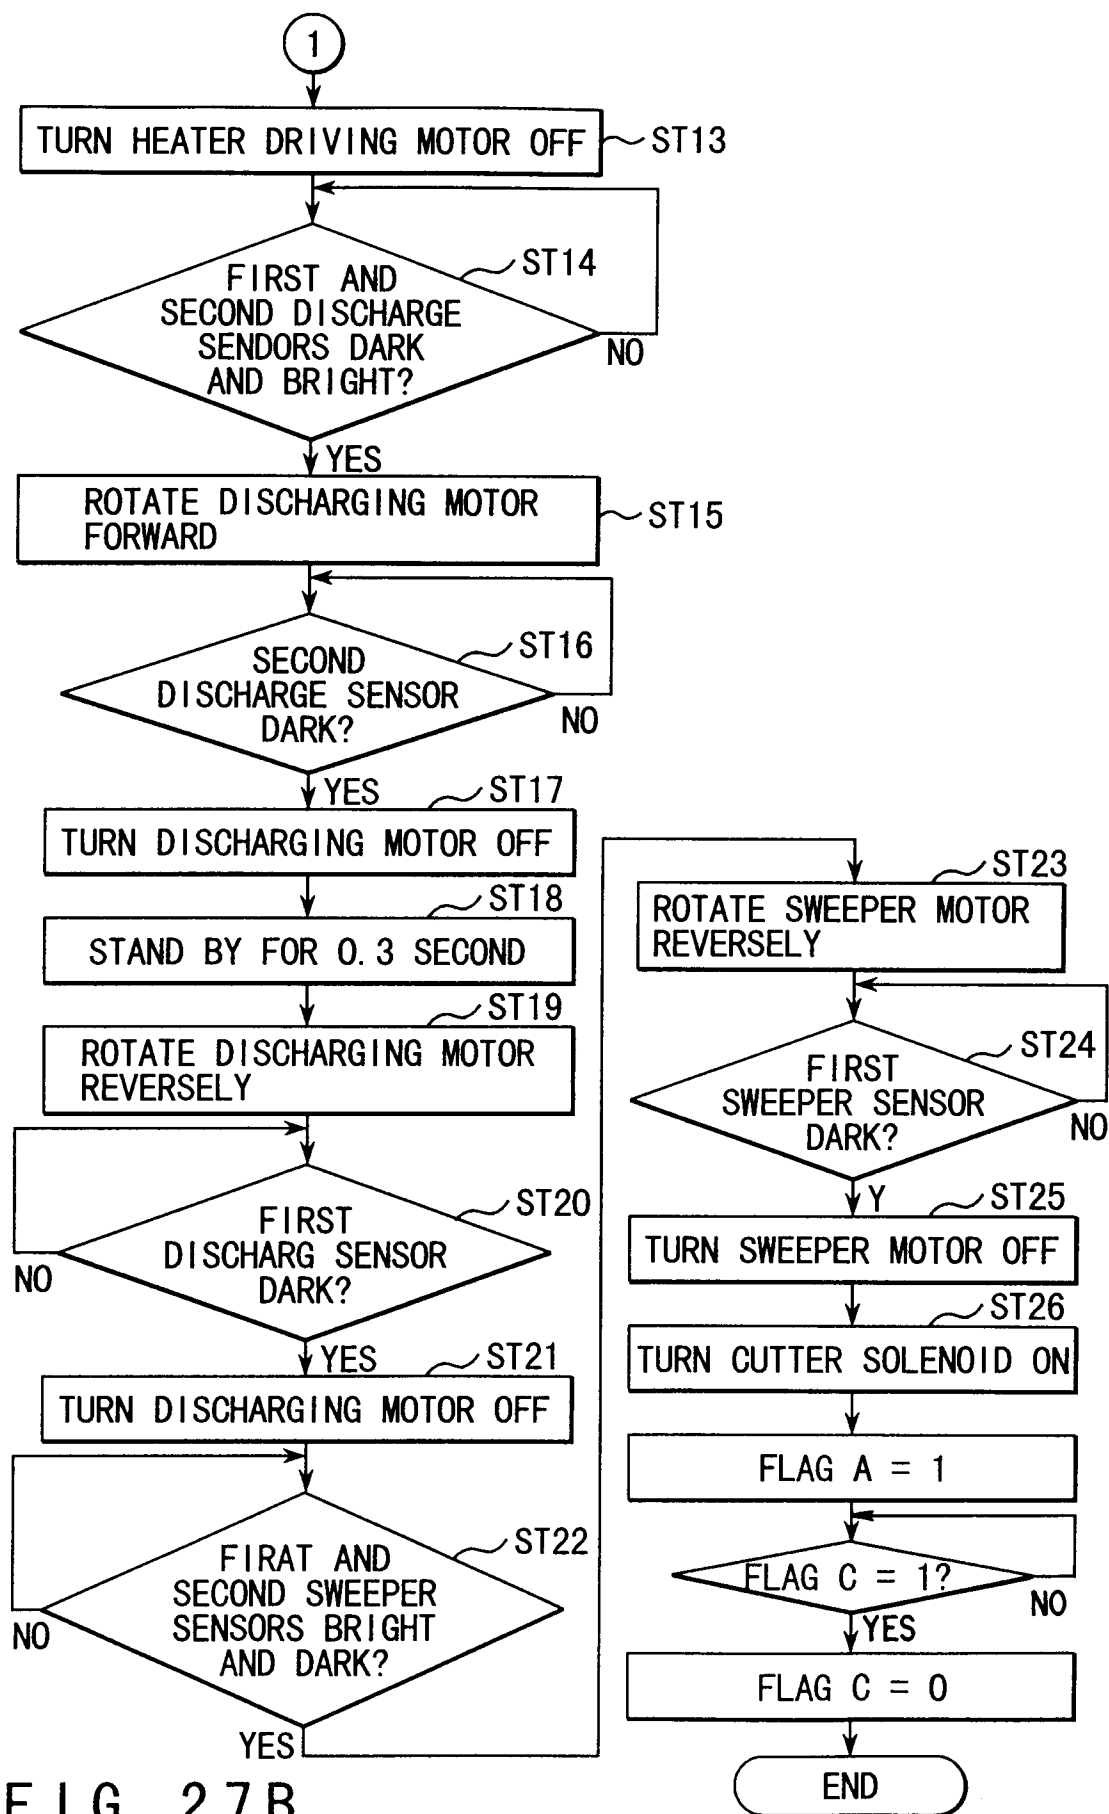 1
TURN HEATER DRIVING MOTOR OFF
ST13
ST14
FIRST AND
SECOND DISCHARGE
SENDORS DARK
AND BRIGHT?
NO
YES
ROTATE DISCHARGING MOTOR
FORWARD
ST15
ST16
SECOND
DISCHARGE SENSOR
DARK?
NO
YES
ST17
TURN DISCHARGING MOTOR OFF
ST18
STAND BY FOR 0.3 SECOND
ST19
ROTATE DISCHARGING MOTOR
REVERSELY
ST20
FIRST
DISCHARG SENSOR
DARK?
NO
YES
ST21
TURN DISCHARGING MOTOR OFF
ST22
FIRAT AND
SECOND SWEEPER
SENSORS BRIGHT
AND DARK?
NO
YES
ST23
ROTATE SWEEPER MOTOR
REVERSELY
ST24
FIRST
SWEEPER SENSOR
DARK?
NO
Y
ST25
TURN SWEEPER MOTOR OFF
ST26
TURN CUTTER SOLENOID ON
FLAG A = 1
FLAG C = 1?
NO
YES
FLAG C = 0
END
FIG. 27B